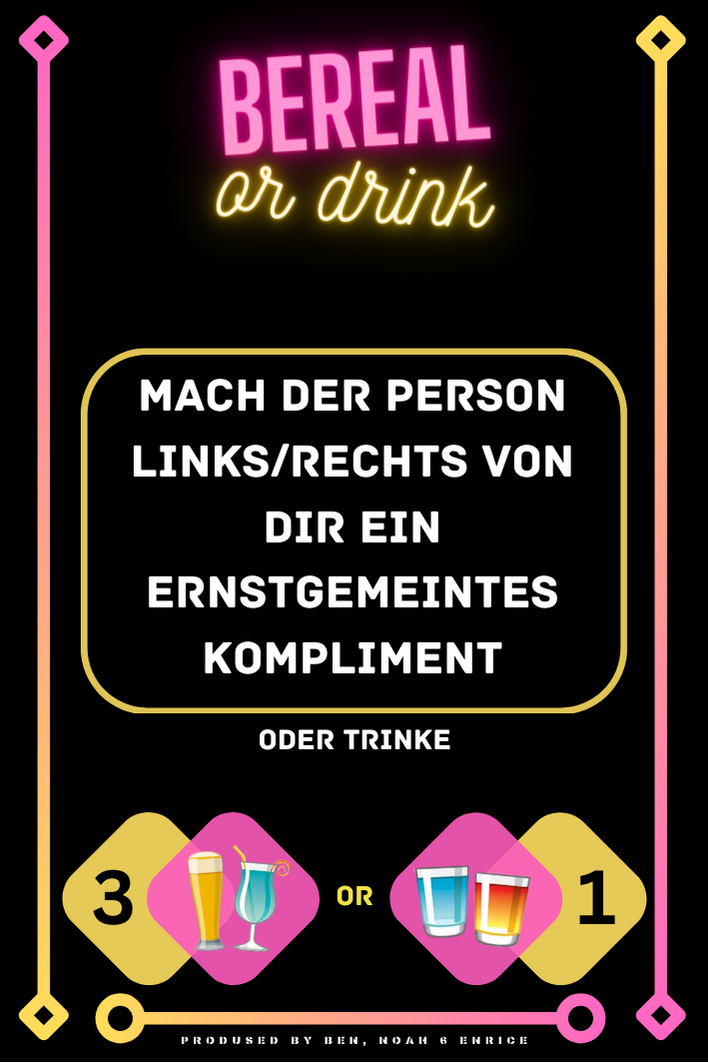 BEREAL
or drink
MACH DER PERSON
LINKS/RECHTS VON
DIR EIN
ERNSTGEMEINTES
KOMPLIMENT
ODER TRINKE
3 OR 1
PRODUSED BY BEN, NOAH & ENRICE